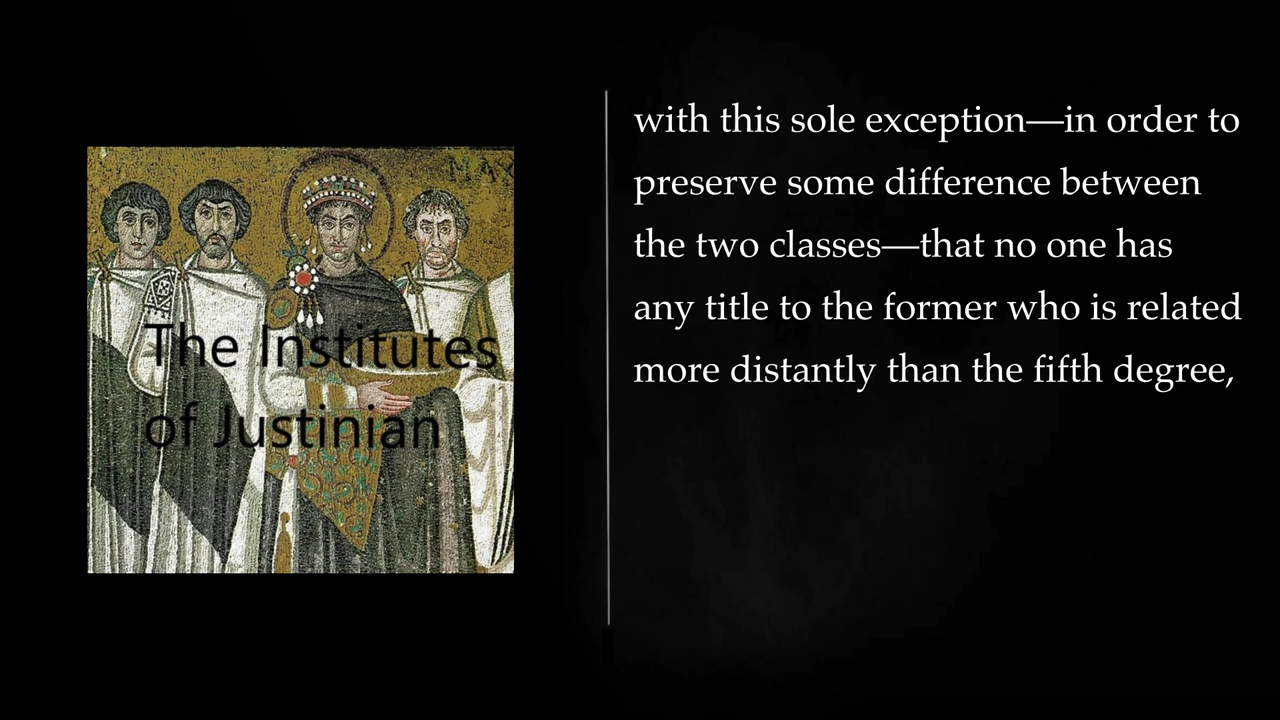 MAX
The Institutes
of Justinian
with this sole exception—in order to
preserve some difference between
the two classes—that no one has
any title to the former who is related
more distantly than the fifth degree,